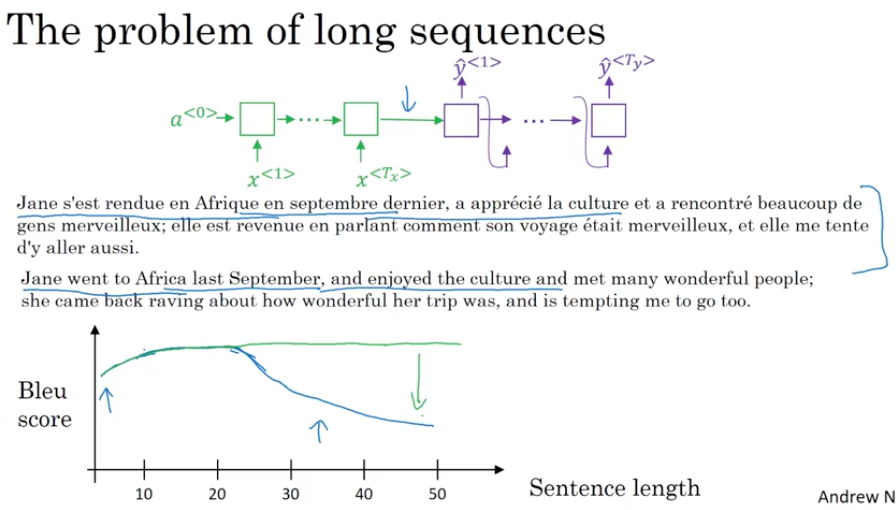 The problem of long sequences
ŷ<1> ŷ<Ty>
a<0> ... ...
x<1> x<Tx>
Jane s'est rendue en Afrique en septembre dernier, a apprécié la culture et a rencontré beaucoup de
gens merveilleux; elle est revenue en parlant comment son voyage était merveilleux, et elle me tente
d'y aller aussi.
Jane went to Africa last September, and enjoyed the culture and met many wonderful people;
she came back raving about how wonderful her trip was, and is tempting me to go too.
Bleu
score
10 20 30 40 50
Sentence length
Andrew N